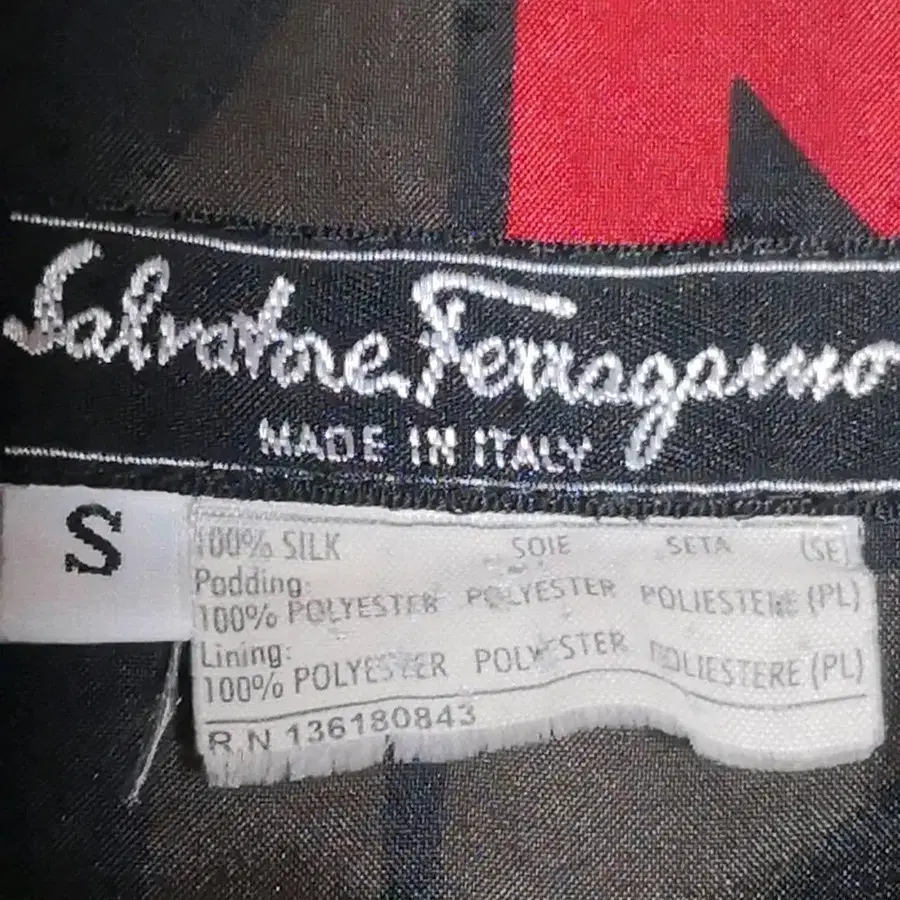 Salvatore Ferragamo
MADE IN ITALY
S
100% SILK SOIE SETA (SE)
Padding:
100% POLYESTER POLYESTER POLIESTERE (PL)
Lining:
100% POLYESTER POLYESTER POLIESTERE (PL)
R.N 136180843